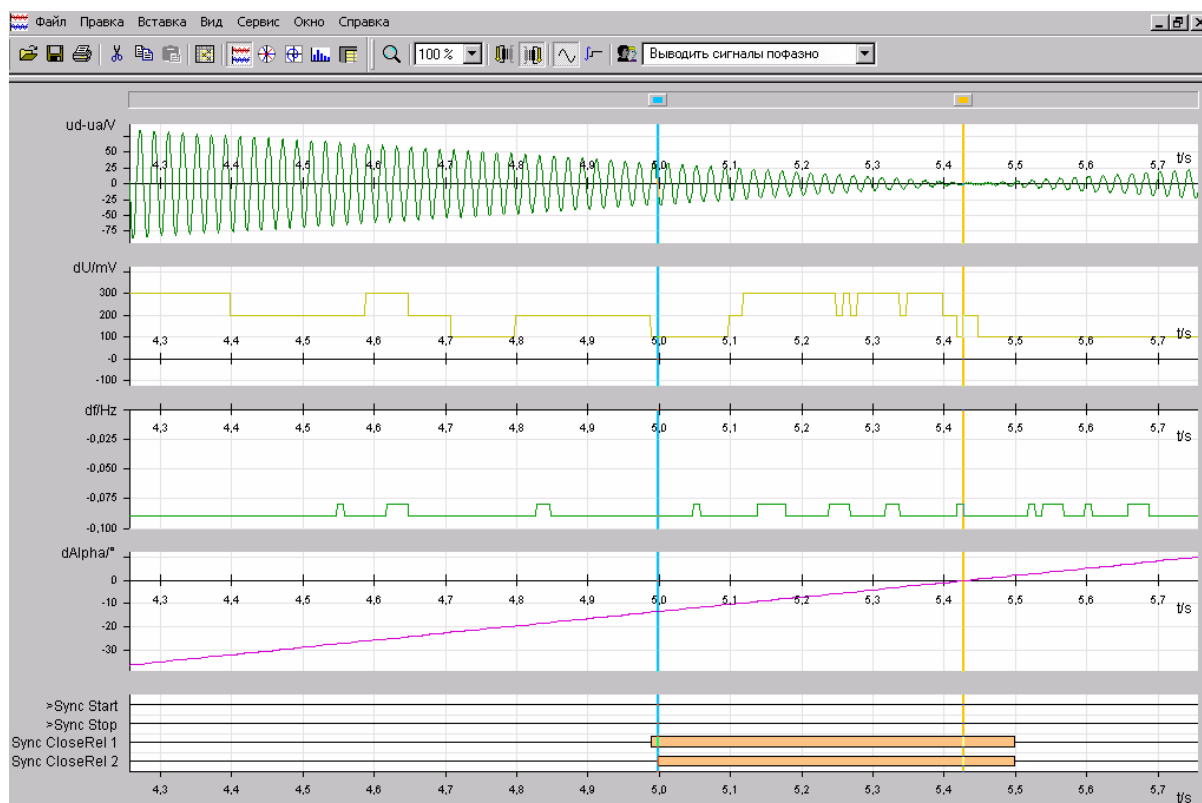 Файл Правка Вставка Вид Сервис Окно Справка
100 % Выводить сигналы пофазно
ud-ua/V
50
25
0
-25
-50
-75
4,3 4,4 4,5 4,6 4,7 4,8 4,9 5,0 5,1 5,2 5,3 5,4 5,5 5,6 5,7 t/s
dU/mV
300
200
100
-0
-100
4,3 4,4 4,5 4,6 4,7 4,8 4,9 5,0 5,1 5,2 5,3 5,4 5,5 5,6 5,7 t/s
df/Hz
-0,025
-0,050
-0,075
-0,100
4,3 4,4 4,5 4,6 4,7 4,8 4,9 5,0 5,1 5,2 5,3 5,4 5,5 5,6 5,7 t/s
dAlpha/°
0
-10
-20
-30
4,3 4,4 4,5 4,6 4,7 4,8 4,9 5,0 5,1 5,2 5,3 5,4 5,5 5,6 5,7 t/s
>Sync Start
>Sync Stop
Sync CloseRel 1
Sync CloseRel 2
4,3 4,4 4,5 4,6 4,7 4,8 4,9 5,0 5,1 5,2 5,3 5,4 5,5 5,6 5,7 t/s